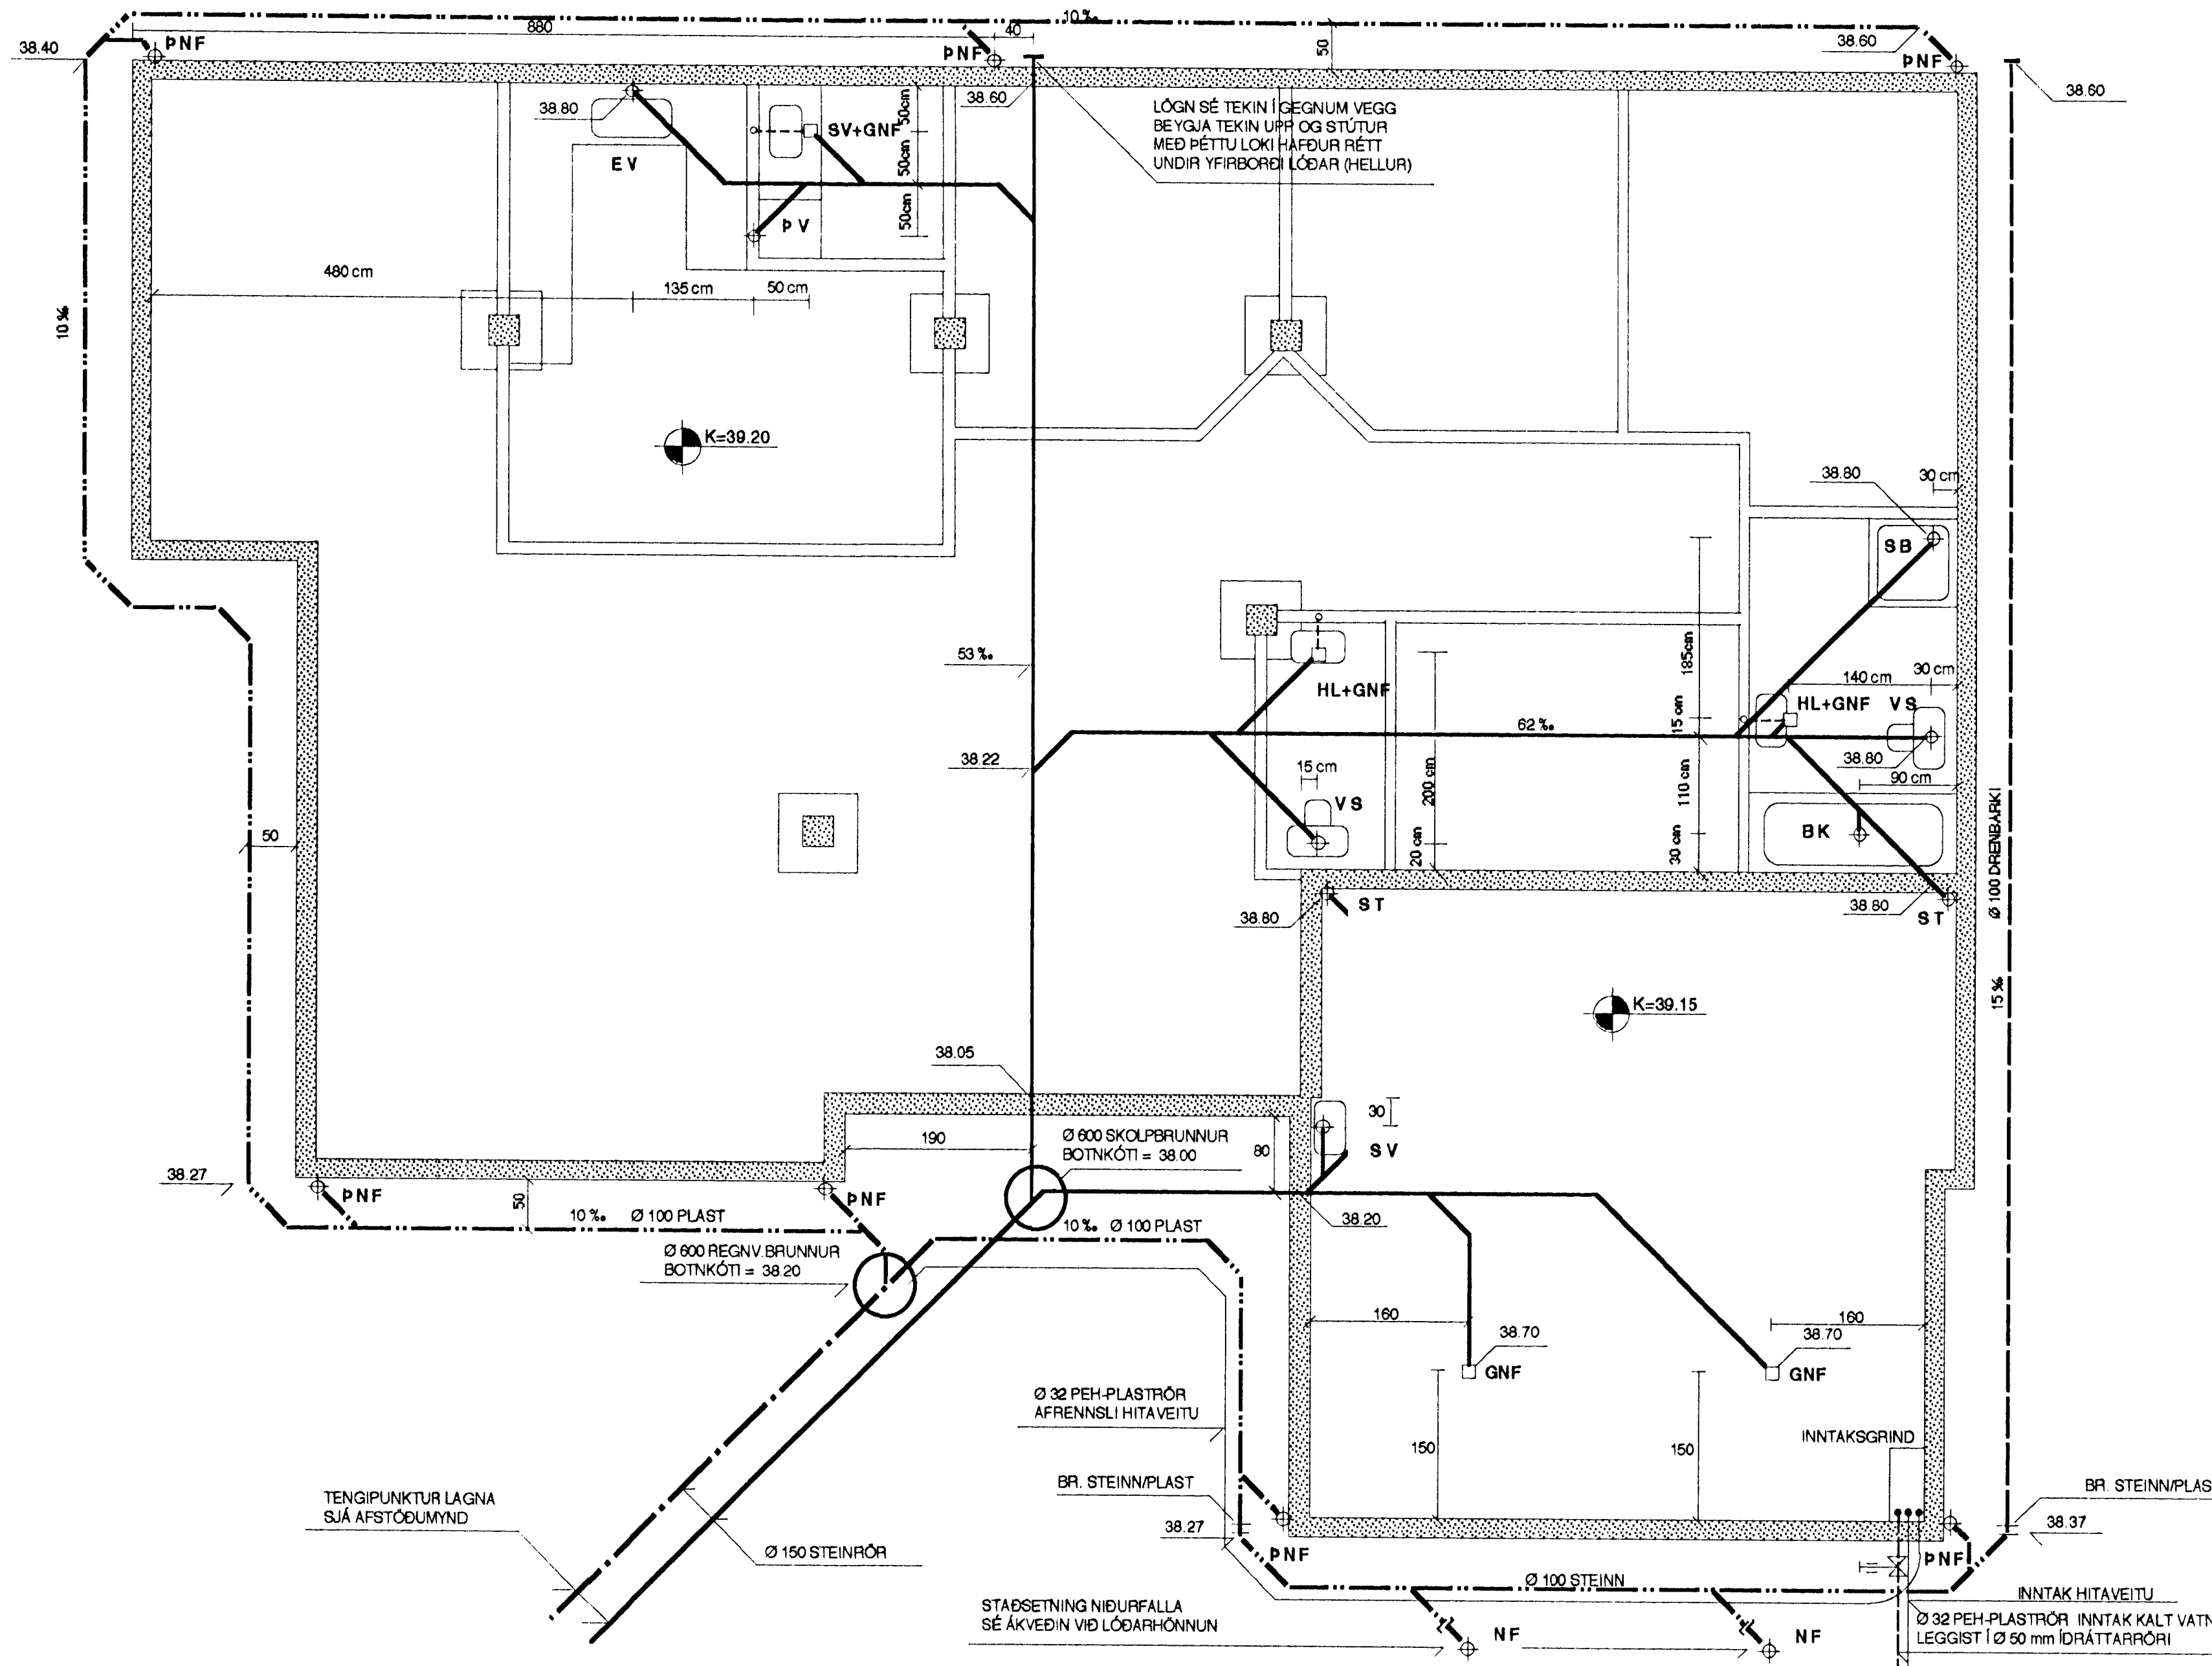 10 ‰
880
40
38.40
ÞNF
ÞNF
50
38.60
ÞNF
38.60
38.80
38.60
50cm
SV+GNF
EV
50cm
50cm
ÞV
LÖGN SÉ TEKIN Í GEGNUM VEGG
BEYGJA TEKIN UPP OG STÚTUR
MEÐ ÞÉTTU LOKI HAFÐUR RÉTT
UNDIR YFIRBORÐI LÓÐAR (HELLUR)
480 cm
135 cm
50 cm
10 ‰
K=39.20
38.80
30 cm
SB
185cm
53 ‰
HL+GNF
140 cm
30 cm
15 cm
HL+GNF
VS
62 ‰
38.22
38.80
15 cm
200 cm
110 cm
90 cm
VS
BK
50
20 cm
30 cm
Ø 100 DRENBARKI
38.80
ST
38.80
ST
15 ‰
K=39.15
38.05
30
190
Ø 600 SKOLPBRUNNUR
BOTNKÓTI = 38.00
80
SV
38.27
ÞNF
ÞNF
50
10 ‰ Ø 100 PLAST
10 ‰ Ø 100 PLAST
38.20
Ø 600 REGNV.BRUNNUR
BOTNKÓTI = 38.20
160
38.70
160
38.70
GNF
GNF
Ø 32 PEH-PLASTRÖR
AFRENNSLI HITAVEITU
150
150
INNTAKSGRIND
TENGIPUNKTUR LAGNA
SJÁ AFSTÖÐUMYND
BR. STEINN/PLAST
BR. STEINN/PLAS
38.27
38.37
Ø 150 STEINRÖR
ÞNF
ÞNF
Ø 100 STEINN
INNTAK HITAVEITU
STAÐSETNING NIÐURFALLA
SÉ ÁKVEÐIN VIÐ LÓÐARHÖNNUN
NF
NF
Ø 32 PEH-PLASTRÖR INNTAK KALT VATN
LEGGIST Í Ø 50 mm ÍDRÁTTARRÖRI